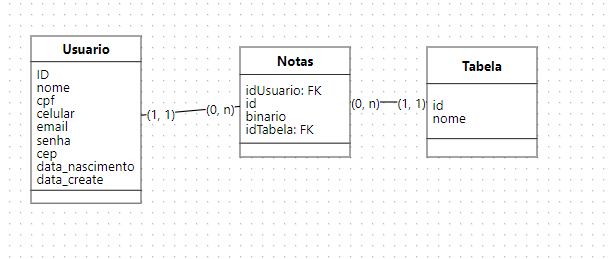 Usuario
ID
nome
cpf
celular
email
senha
cep
data_nascimento
data_create
(1, 1)
(0, n)
Notas
idUsuario: FK
id
binario
idTabela: FK
(0, n)
(1, 1)
Tabela
id
nome